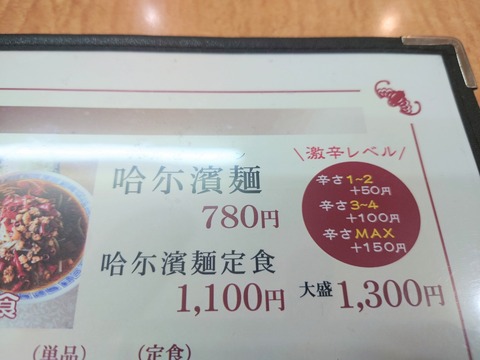 哈尔濱麺
780円
哈尔濱麺定食
1,100円 大盛1,300円
\激辛レベル/
辛さ1~2
+50円
辛さ3~4
+100円
辛さMAX
+150円
食
(単品) (定食)